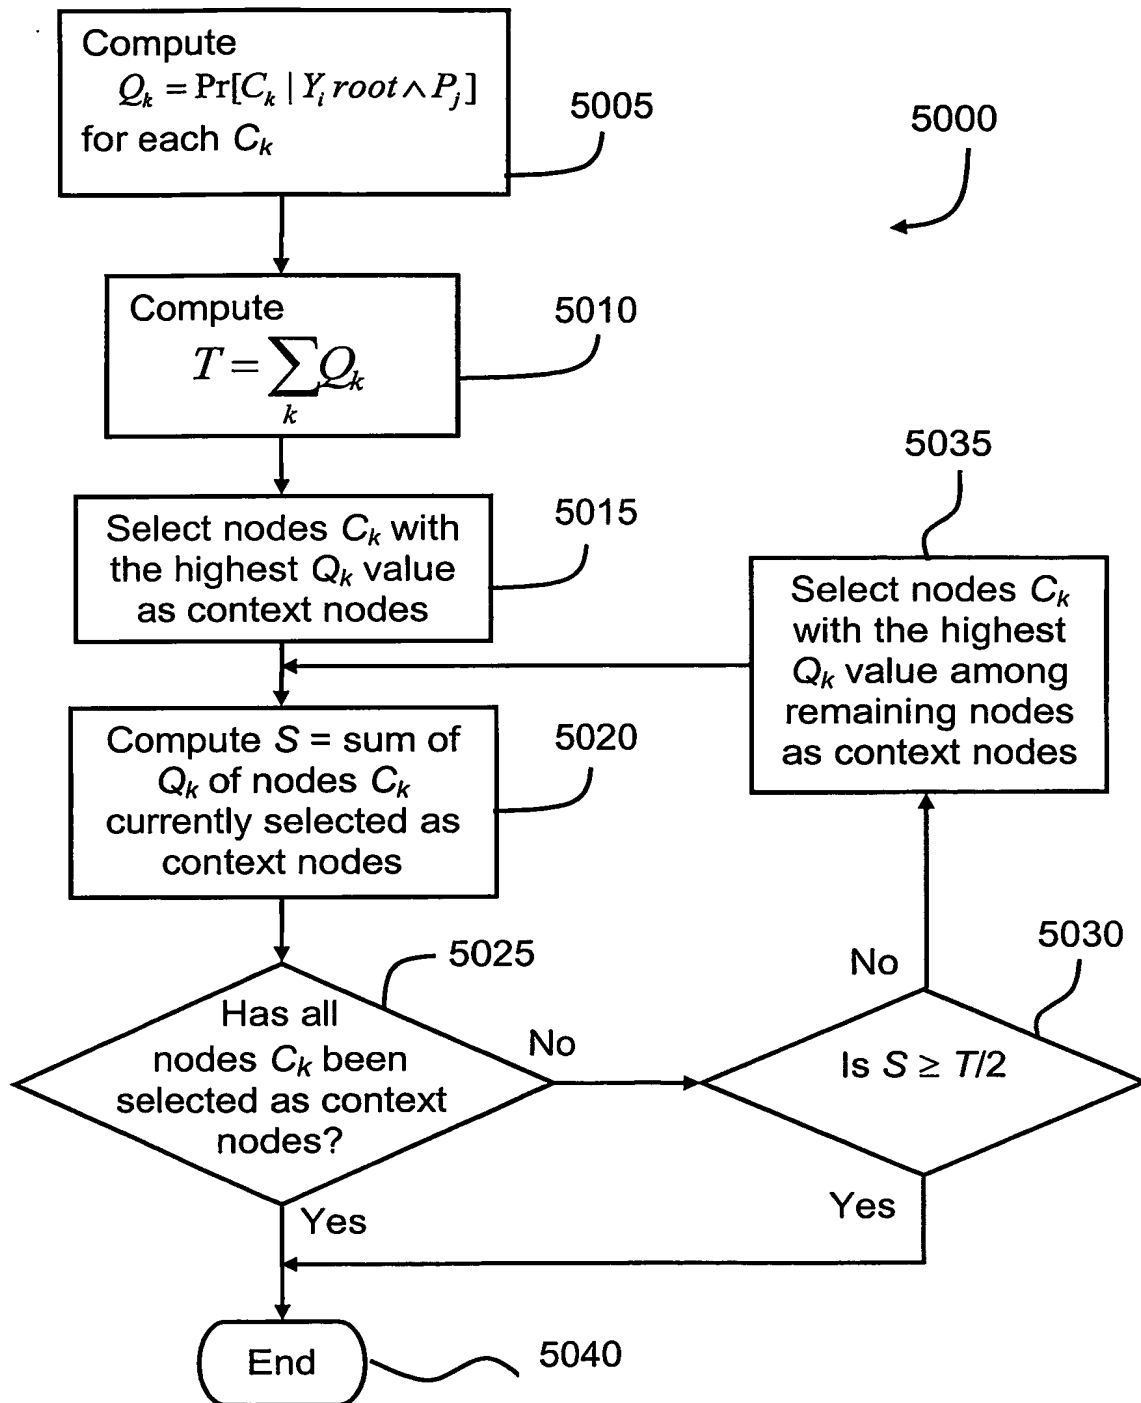 Compute
Q_k = Pr[C_k | Y_i root ∧ P_j]
for each C_k
5005
5000
Compute
T = ∑_k Q_k
5010
Select nodes C_k with
the highest Q_k value
as context nodes
5015
5035
Select nodes C_k
with the highest
Q_k value among
remaining nodes
as context nodes
Compute S = sum of
Q_k of nodes C_k
currently selected as
context nodes
5020
Has all
nodes C_k been
selected as context
nodes?
5025
No
Is S ≥ T/2
5030
No
Yes
Yes
End
5040